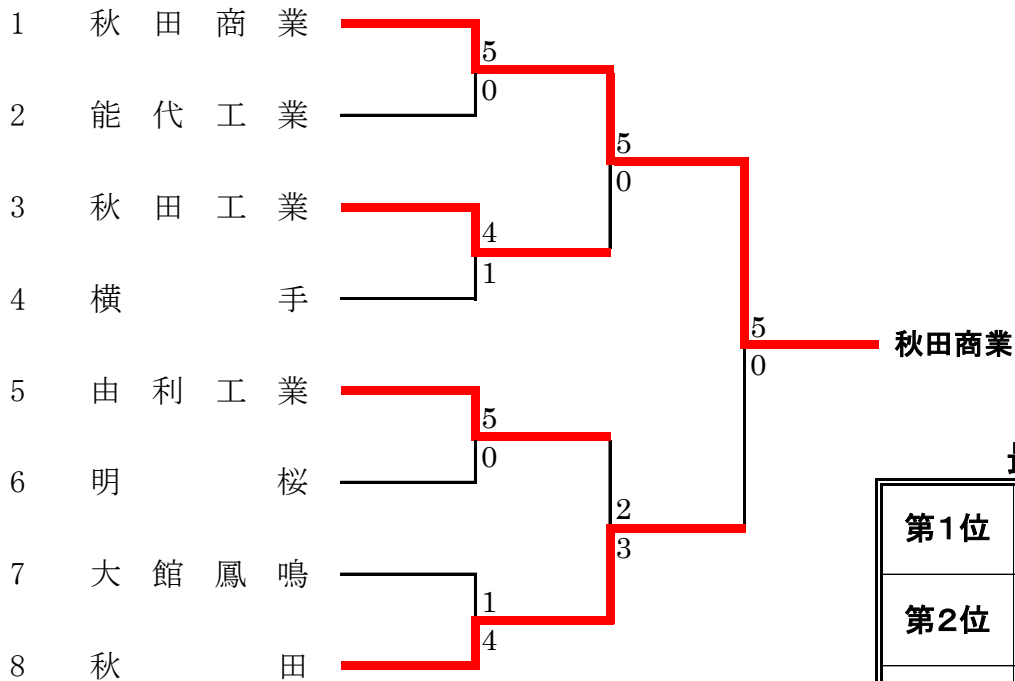 1 秋田商業
5
0
2 能代工業
5
0
3 秋田工業
4
1
4 横手
5
0
秋田商業
5 由利工業
5
0
6 明桜
2
3
第1位
7 大館鳳鳴
1
4
第2位
8 秋田